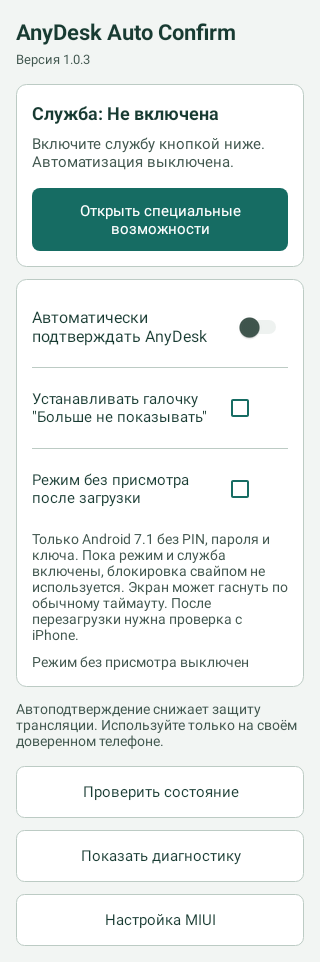 AnyDesk Auto Confirm
Версия 1.0.3
Служба: Не включена
Включите службу кнопкой ниже.
Автоматизация выключена.
Открыть специальные
возможности
Автоматически
подтверждать AnyDesk
Устанавливать галочку
"Больше не показывать"
Режим без присмотра
после загрузки
Только Android 7.1 без PIN, пароля и
ключа. Пока режим и служба
включены, блокировка свайпом не
используется. Экран может гаснуть по
обычному таймауту. После
перезагрузки нужна проверка с
iPhone.
Режим без присмотра выключен
Автоподтверждение снижает защиту
трансляции. Используйте только на своём
доверенном телефоне.
Проверить состояние
Показать диагностику
Настройка MIUI